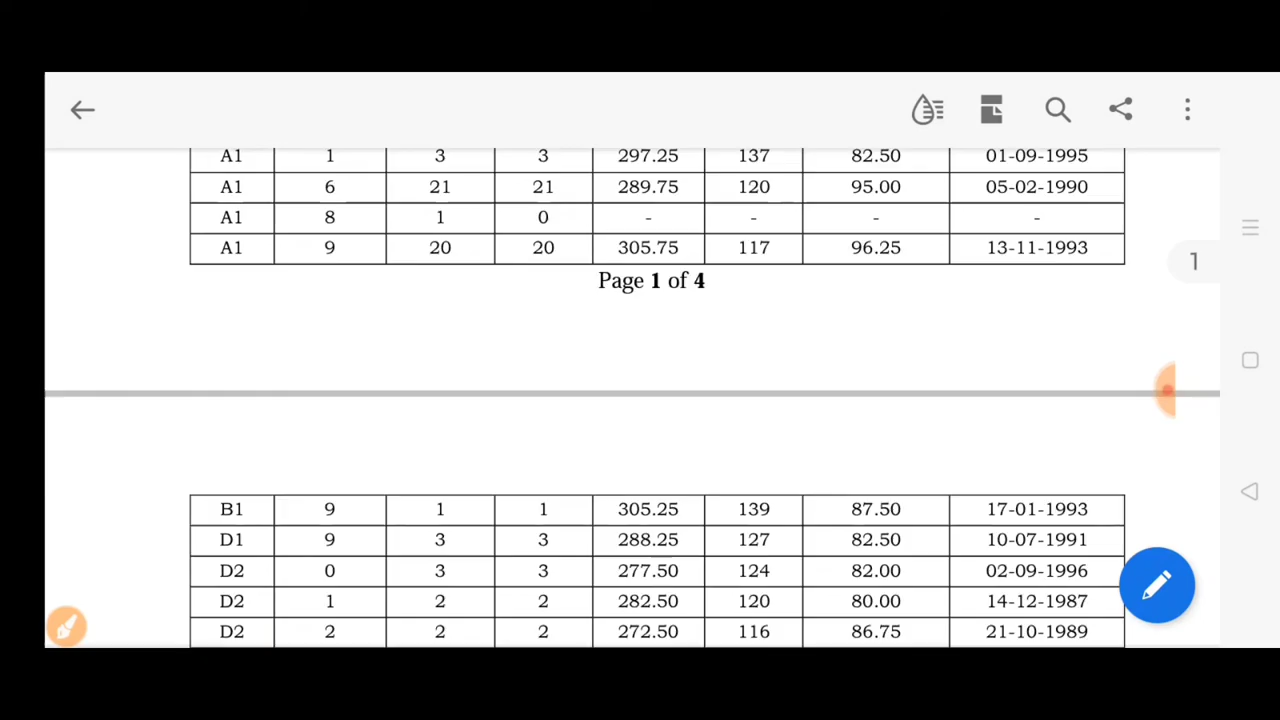 A1 1 3 3 297.25 137 82.50 01-09-1995
A1 6 21 21 289.75 120 95.00 05-02-1990
A1 8 1 0 - - - -
A1 9 20 20 305.75 117 96.25 13-11-1993
Page 1 of 4
1
B1 9 1 1 305.25 139 87.50 17-01-1993
D1 9 3 3 288.25 127 82.50 10-07-1991
D2 0 3 3 277.50 124 82.00 02-09-1996
D2 1 2 2 282.50 120 80.00 14-12-1987
D2 2 2 2 272.50 116 86.75 21-10-1989